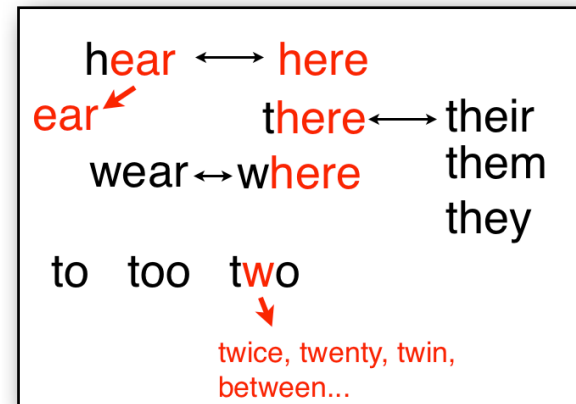 hear ↔ here
ear there ↔ their
wear ↔ where them
they
to too two
twice, twenty, twin,
between...